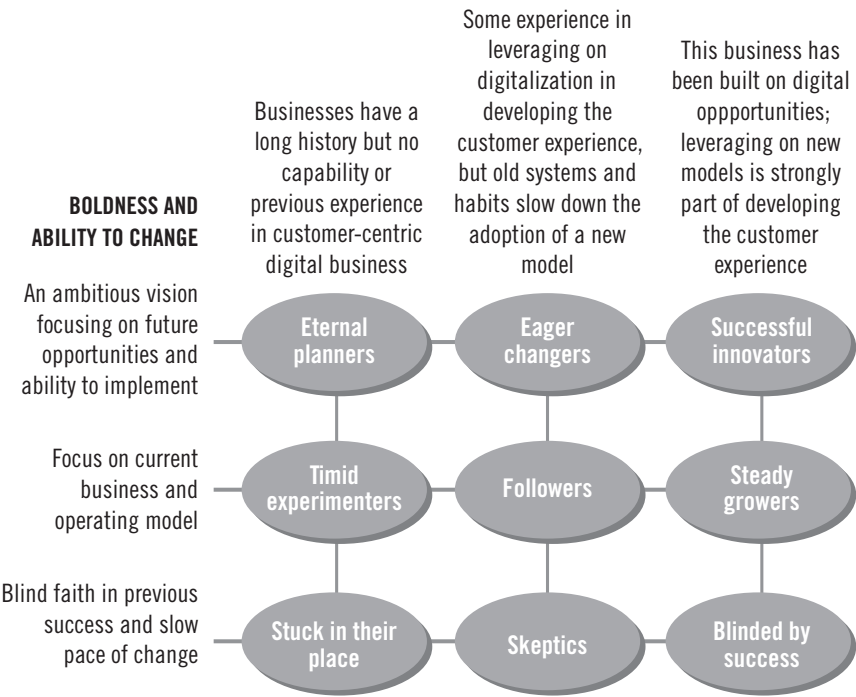 Businesses have a
long history but no
capability or
previous experience
in customer-centric
digital business
Some experience in
leveraging on
digitalization in
developing the
customer experience,
but old systems and
habits slow down the
adoption of a new
model
This business has
been built on digital
oppportunities;
leveraging on new
models is strongly
part of developing
the customer
experience
BOLDNESS AND
ABILITY TO CHANGE
An ambitious vision
focusing on future
opportunities and
ability to implement
Eternal
planners
Eager
changers
Successful
innovators
Focus on current
business and
operating model
Timid
experimenters
Followers
Steady
growers
Blind faith in previous
success and slow
pace of change
Stuck in their
place
Skeptics
Blinded by
success